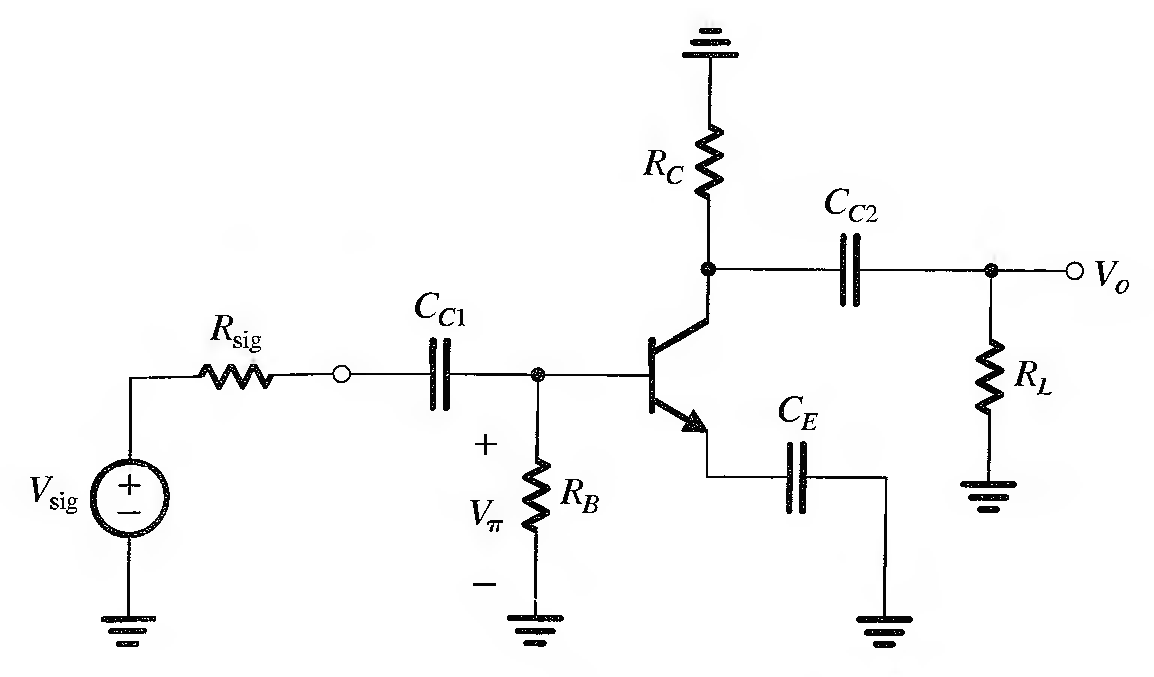 R_C
C_C2
V_o
C_C1
R_sig
R_L
C_E
+
V_sig
+
−
V_π
R_B
−